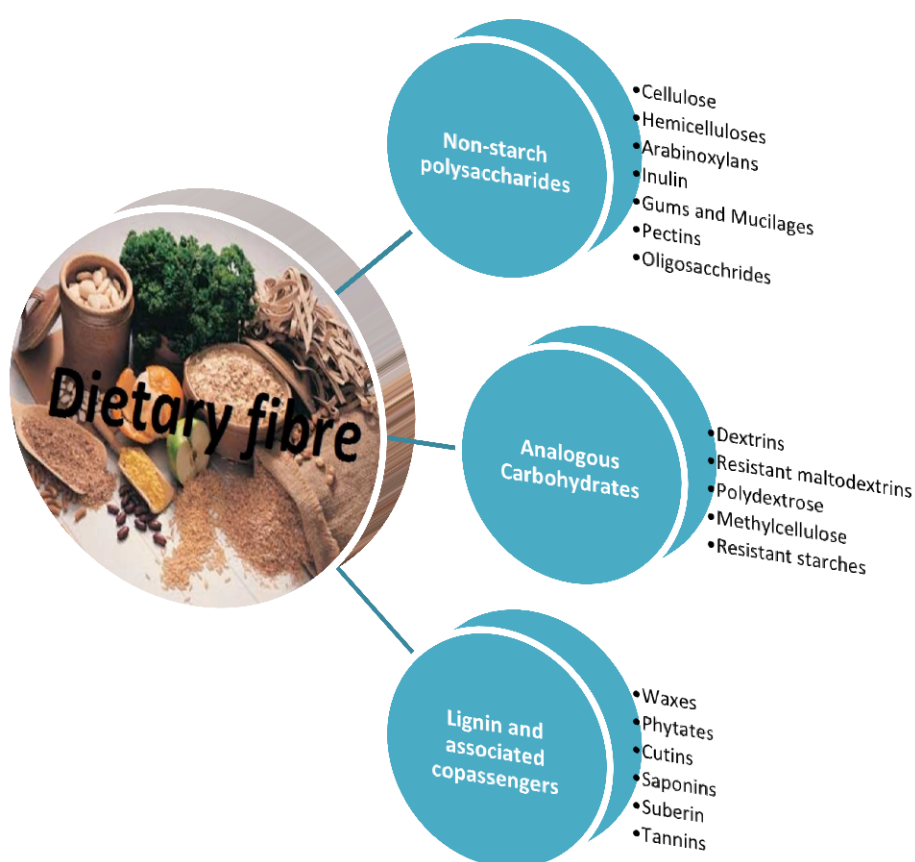 Dietary fibre
Non-starch
polysaccharides
•Cellulose
•Hemicelluloses
•Arabinoxylans
•Inulin
•Gums and Mucilages
•Pectins
•Oligosacchrides
Analogous
Carbohydrates
•Dextrins
•Resistant maltodextrins
•Polydextrose
•Methylcellulose
•Resistant starches
Lignin and
associated
copassengers
•Waxes
•Phytates
•Cutins
•Saponins
•Suberin
•Tannins